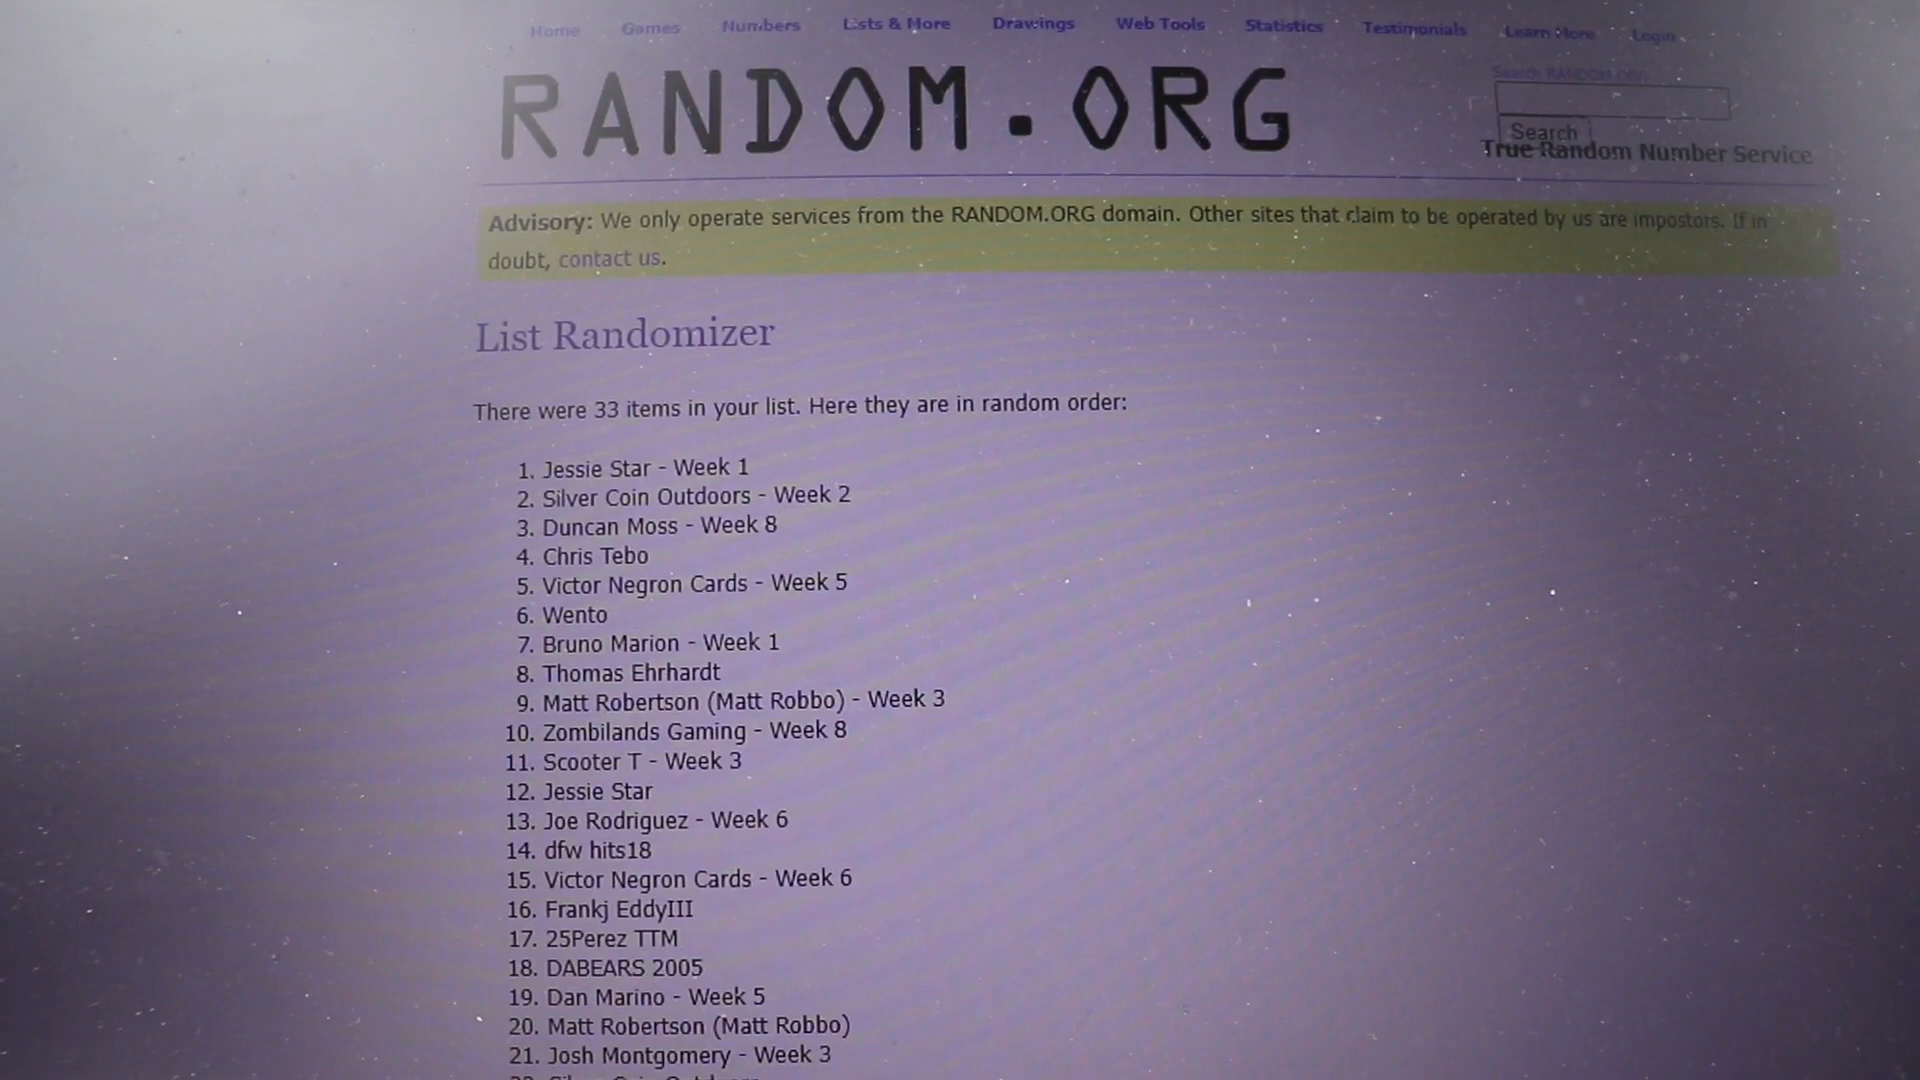 Home Games Numbers Lists & More Drawings Web Tools Statistics Testimonials Learn More Login
RANDOM.ORG
Search RANDOM.ORG
Search
True Random Number Service
Advisory: We only operate services from the RANDOM.ORG domain. Other sites that claim to be operated by us are impostors. If in
doubt, contact us.
List Randomizer
There were 33 items in your list. Here they are in random order:
1. Jessie Star - Week 1
2. Silver Coin Outdoors - Week 2
3. Duncan Moss - Week 8
4. Chris Tebo
5. Victor Negron Cards - Week 5
6. Wento
7. Bruno Marion - Week 1
8. Thomas Ehrhardt
9. Matt Robertson (Matt Robbo) - Week 3
10. Zombilands Gaming - Week 8
11. Scooter T - Week 3
12. Jessie Star
13. Joe Rodriguez - Week 6
14. dfw hits18
15. Victor Negron Cards - Week 6
16. Frankj EddyIII
17. 25Perez TTM
18. DABEARS 2005
19. Dan Marino - Week 5
20. Matt Robertson (Matt Robbo)
21. Josh Montgomery - Week 3